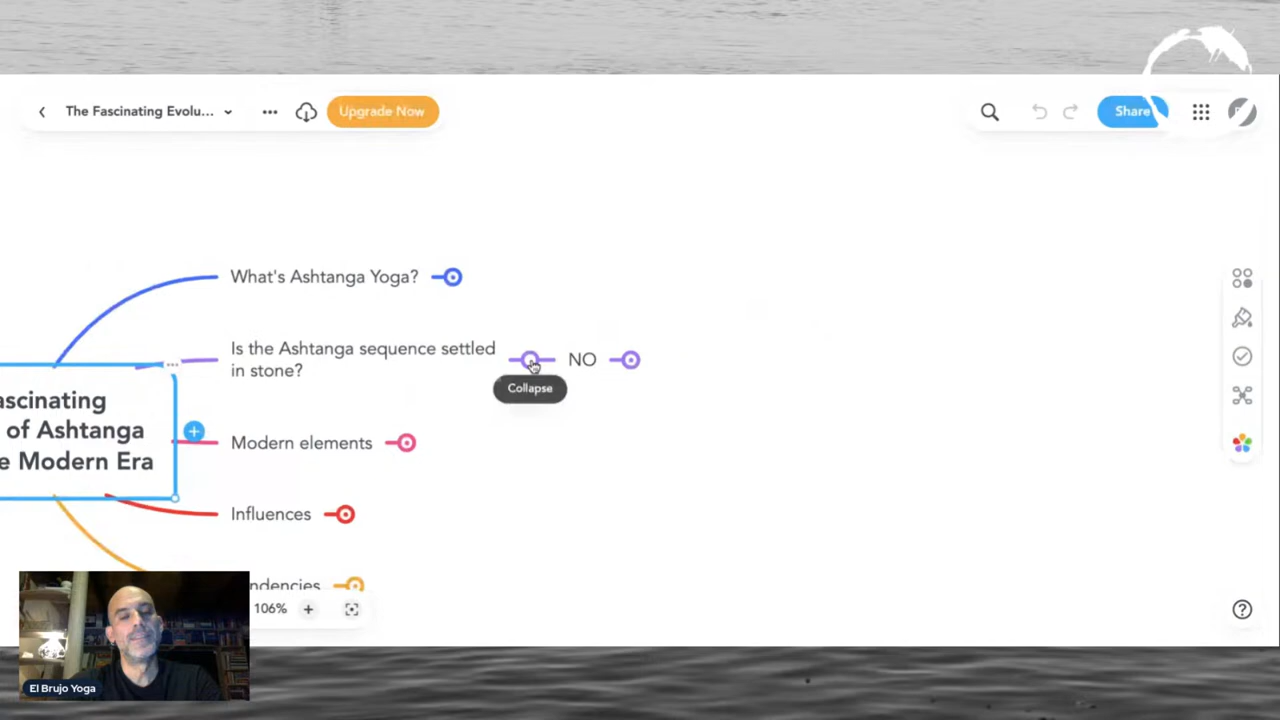 The Fascinating Evolu...
Upgrade Now
Share
What's Ashtanga Yoga?
Is the Ashtanga sequence settled
in stone?
NO
Collapse
ascinating
of Ashtanga
e Modern Era
Modern elements
Influences
ndencies
106%
El Brujo Yoga